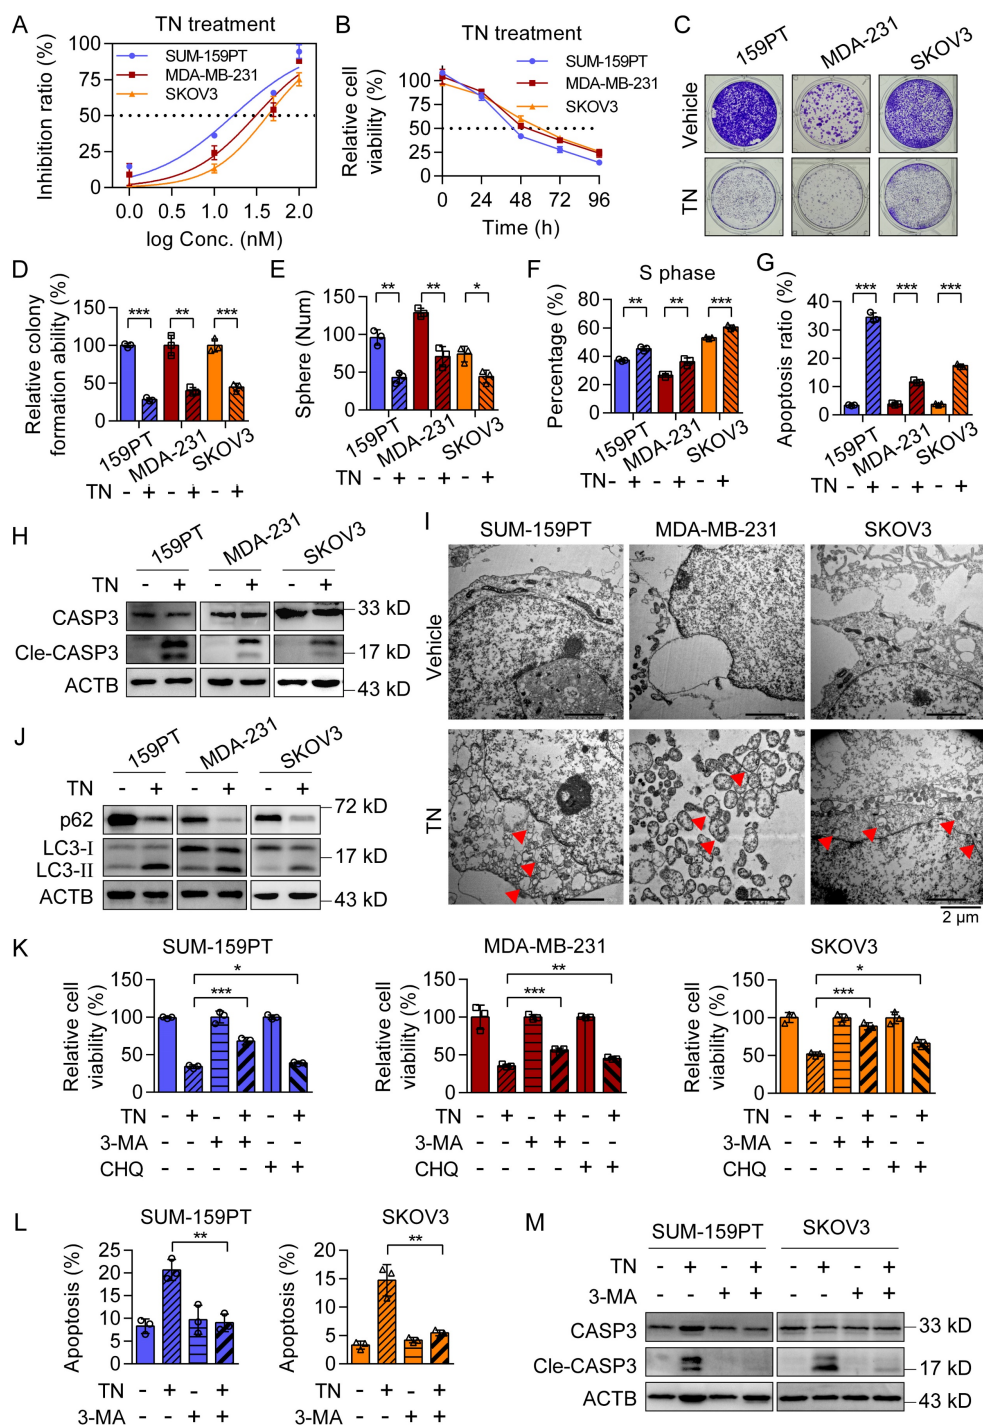 A
TN treatment
Inhibition ratio (%)
100
75
50
25
0
SUM-159PT
MDA-MB-231
SKOV3
0.0 1.0 2.0
log Conc. (nM)
B
TN treatment
Relative cell
viability (%)
100
50
0
SUM-159PT
MDA-MB-231
SKOV3
0 24 48 72 96
Time (h)
C
159PT MDA-231 SKOV3
Vehicle
TN
D
Relative colony
formation ability (%)
150
100
50
0
*** ** ***
159PT MDA-231 SKOV3
TN - + - + - +
E
Sphere (Num)
150
100
50
0
** ** *
159PT MDA-231 SKOV3
TN - + - + - +
F
S phase
Percentage (%)
80
60
40
20
0
** ** ***
159PT MDA-231 SKOV3
TN - + - + - +
G
Apoptosis ratio (%)
40
30
20
10
0
*** *** ***
159PT MDA-231 SKOV3
TN - + - + - +
H
159PT MDA-231 SKOV3
TN - + - + - +
CASP3 33 kD
Cle-CASP3 17 kD
ACTB 43 kD
I
SUM-159PT MDA-MB-231 SKOV3
Vehicle
TN
2 μm
J
159PT MDA-231 SKOV3
TN - + - + - +
p62 72 kD
LC3-I 17 kD
LC3-II
ACTB 43 kD
K
SUM-159PT
Relative cell
viability (%)
150
100
50
0
*
***
TN - + - + - +
3-MA - - + + - -
CHQ - - - - + +
MDA-MB-231
Relative cell
viability (%)
150
100
50
0
**
***
TN - + - + - +
3-MA - - + + - -
CHQ - - - - + +
SKOV3
Relative cell
viability (%)
150
100
50
0
*
***
TN - + - + - +
3-MA - - + + - -
CHQ - - - - + +
L
SUM-159PT
Apoptosis (%)
25
20
15
10
5
0
**
TN - + - +
3-MA - - + +
SKOV3
Apoptosis (%)
20
15
10
5
0
**
TN - + - +
3-MA - - + +
M
SUM-159PT SKOV3
TN - + - + - + - +
3-MA - - + + - - + +
CASP3 33 kD
Cle-CASP3 17 kD
ACTB 43 kD